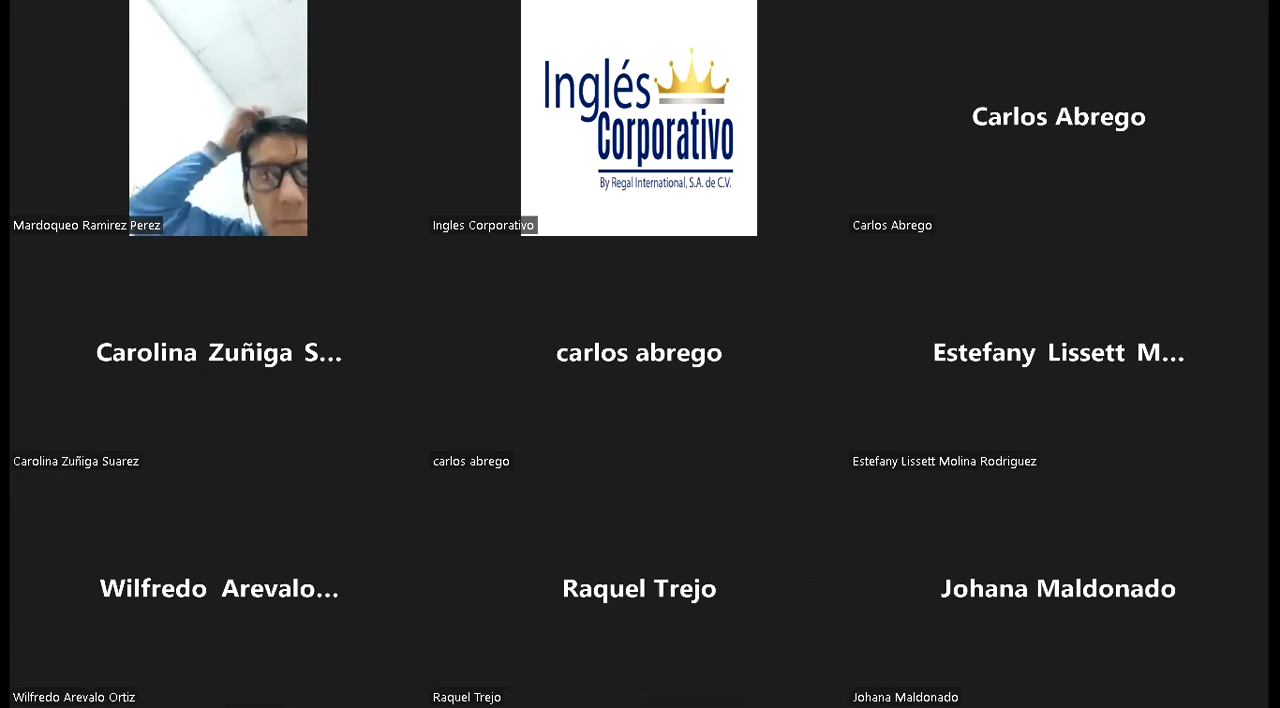 Inglés
Corporativo
By Regal International, S.A. de C.V.
Carlos Abrego
Mardoqueo Ramirez Perez
Ingles Corporativo
Carlos Abrego
Carolina Zuñiga S...
carlos abrego
Estefany Lissett M...
Carolina Zuñiga Suarez
carlos abrego
Estefany Lissett Molina Rodriguez
Wilfredo Arevalo...
Raquel Trejo
Johana Maldonado
Wilfredo Arevalo Ortiz
Raquel Trejo
Johana Maldonado